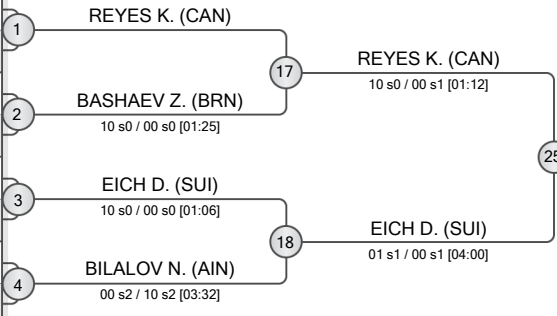 1
REYES K. (CAN)
17
REYES K. (CAN)
10 s0 / 00 s1 [01:12]
2
BASHAEV Z. (BRN)
10 s0 / 00 s0 [01:25]
25
3
EICH D. (SUI)
10 s0 / 00 s0 [01:06]
18
EICH D. (SUI)
01 s1 / 00 s1 [04:00]
4
BILALOV N. (AIN)
00 s2 / 10 s2 [03:32]